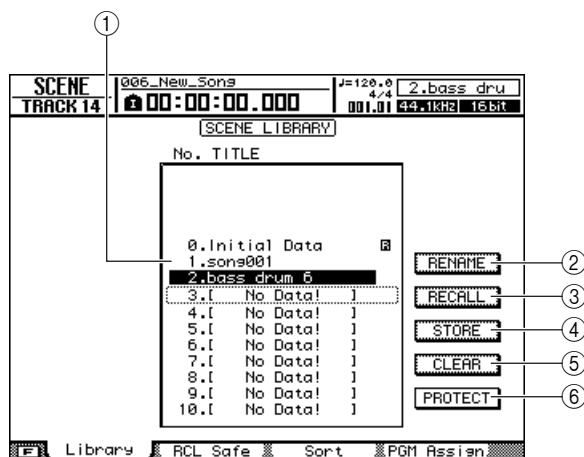 ①
SCENE
TRACK 14
006_New_Song
00:00:00.000
♩=120.0
4/4
001.01
2.bass dru
44.1kHz 16bit
SCENE LIBRARY
No. TITLE
0.Initial Data R
1.song001
2.bass drum 6
3.[ No Data! ]
4.[ No Data! ]
5.[ No Data! ]
6.[ No Data! ]
7.[ No Data! ]
8.[ No Data! ]
9.[ No Data! ]
10.[ No Data! ]
RENAME ②
RECALL ③
STORE ④
CLEAR ⑤
PROTECT ⑥
F Library RCL Safe Sort PGM Assign